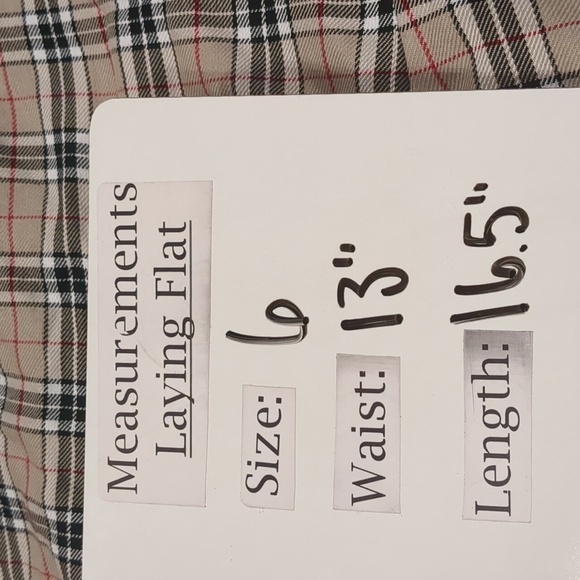 Measurements
Laying Flat
Size: 6
Waist: 13"
Length: 16.5"